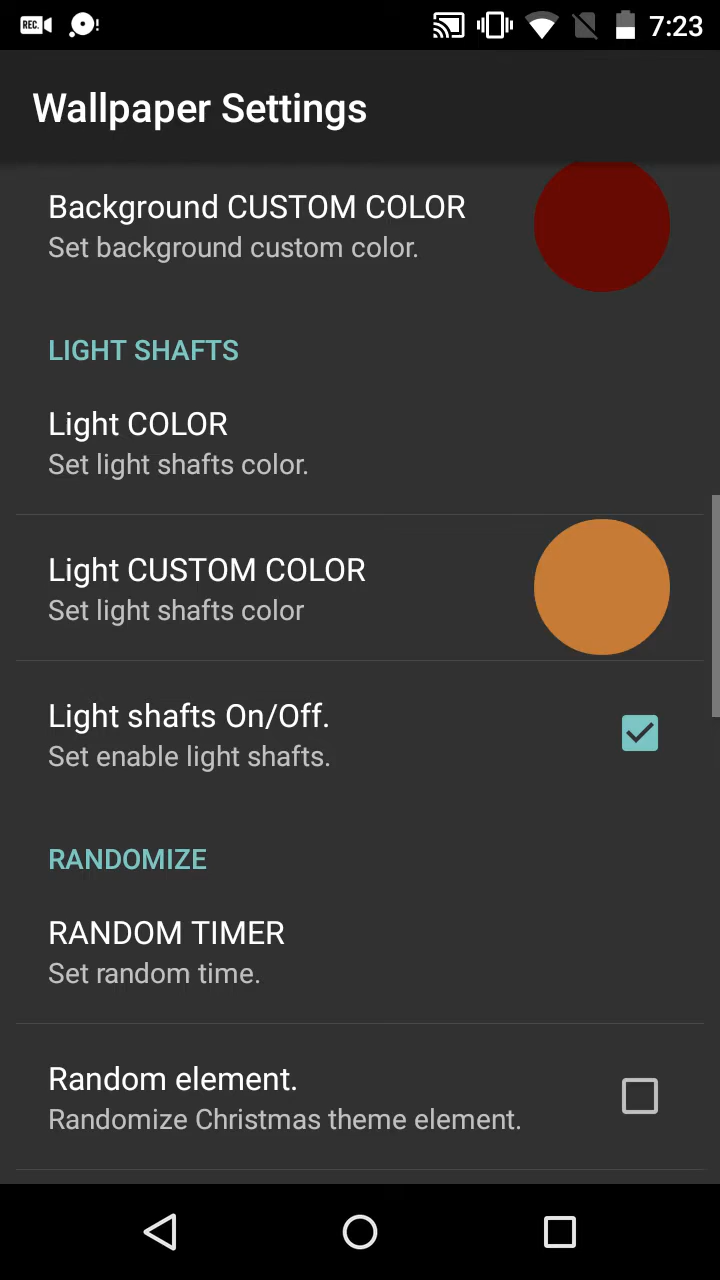 REC.
7:23
Wallpaper Settings
Background CUSTOM COLOR
Set background custom color.
LIGHT SHAFTS
Light COLOR
Set light shafts color.
Light CUSTOM COLOR
Set light shafts color
Light shafts On/Off.
Set enable light shafts.
RANDOMIZE
RANDOM TIMER
Set random time.
Random element.
Randomize Christmas theme element.